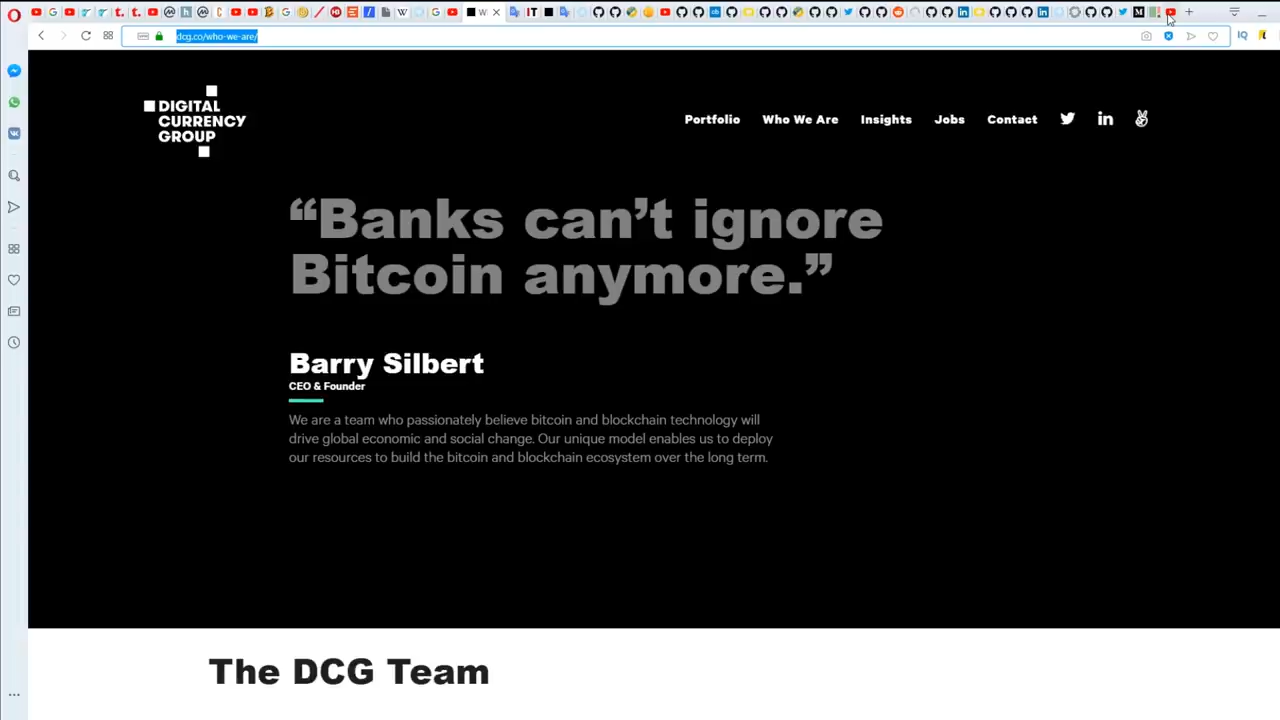 dcg.co/who-we-are/
DIGITAL
CURRENCY
GROUP
Portfolio
Who We Are
Insights
Jobs
Contact
“Banks can’t ignore
Bitcoin anymore.”
Barry Silbert
CEO & Founder
We are a team who passionately believe bitcoin and blockchain technology will
drive global economic and social change. Our unique model enables us to deploy
our resources to build the bitcoin and blockchain ecosystem over the long term.
The DCG Team